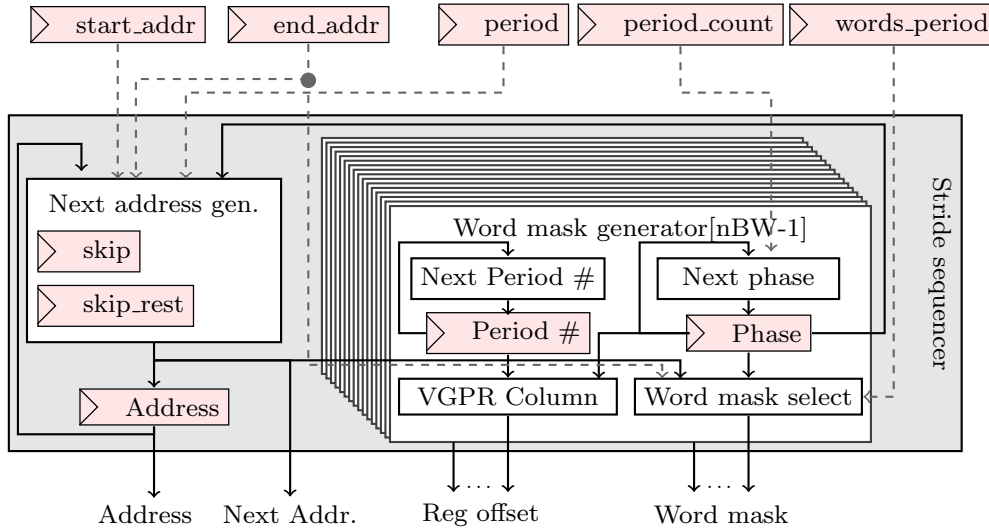 start_addr
end_addr
period
period_count
words_period
Stride sequencer
Next address gen.
skip
skip_rest
Address
Word mask generator[nBW-1]
Next Period #
Period #
VGPR Column
Next phase
Phase
Word mask select
Address
Next Addr.
...
Reg offset
...
Word mask